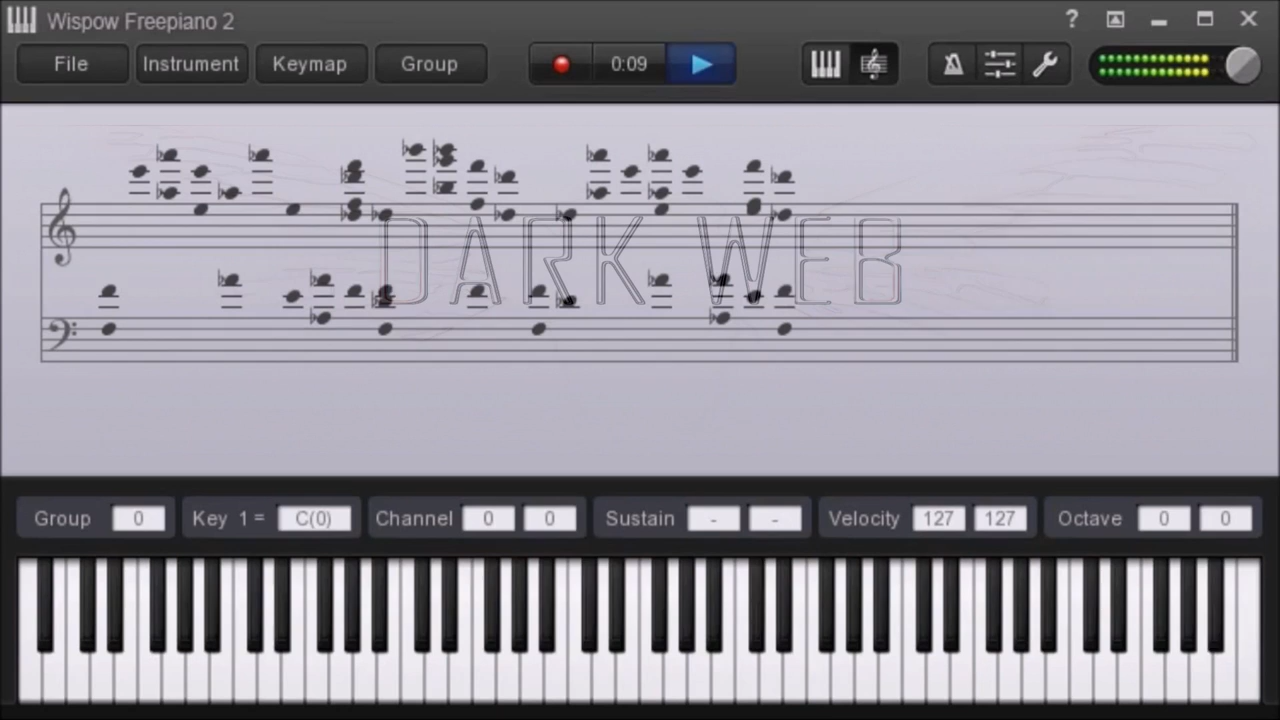 Wispow Freepiano 2
File Instrument Keymap Group 0:09
DARK WEB
Group 0 Key 1 = C(0) Channel 0 0 Sustain - - Velocity 127 127 Octave 0 0